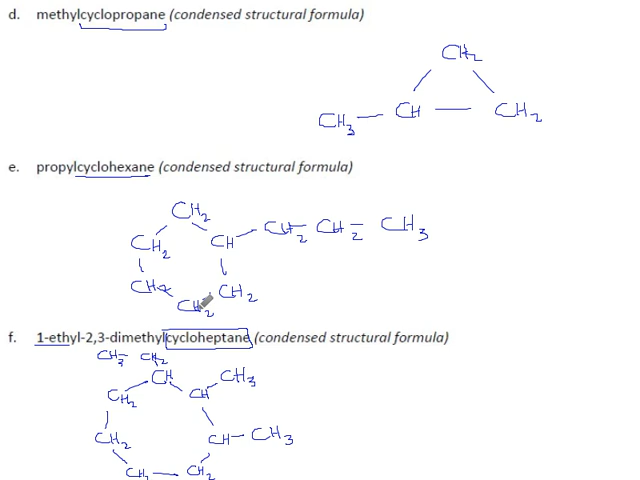 d. methylcyclopropane (condensed structural formula)
CH2
CH3 — CH — CH2
e. propylcyclohexane (condensed structural formula)
CH2
CH2 CH — CH2 — CH2 — CH3
CH2 CH2
CH2
f. 1-ethyl-2,3-dimethylcycloheptane (condensed structural formula)
CH3 — CH2
CH CH3
CH2 CH
CH2 CH — CH3
CH2 — CH2